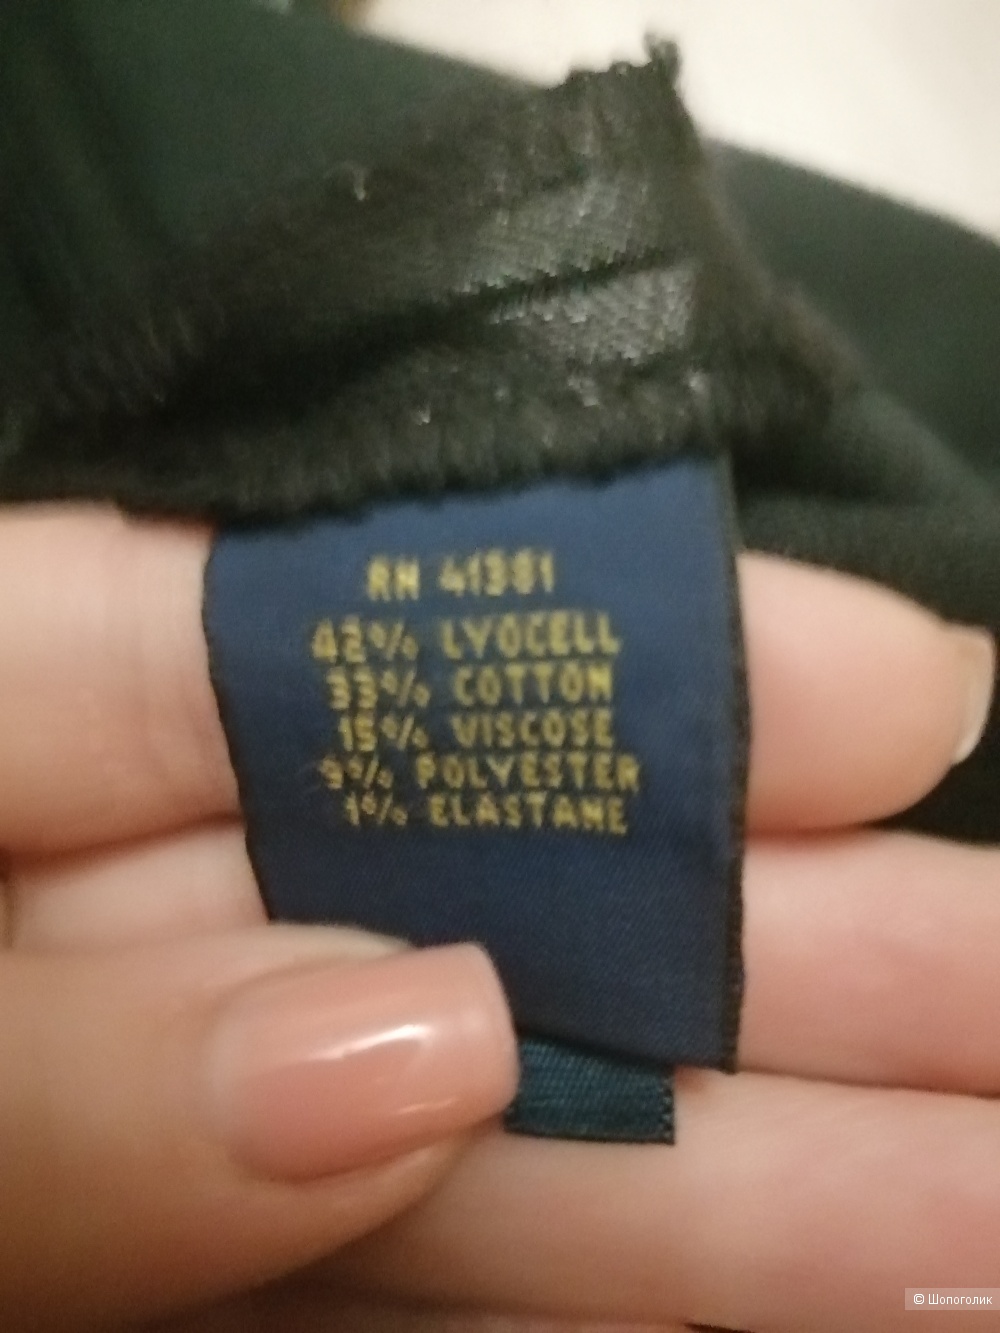 RN 41381
42% LYOCELL
33% COTTON
15% VISCOSE
9% POLYESTER
1% ELASTANE
© Шопоголик